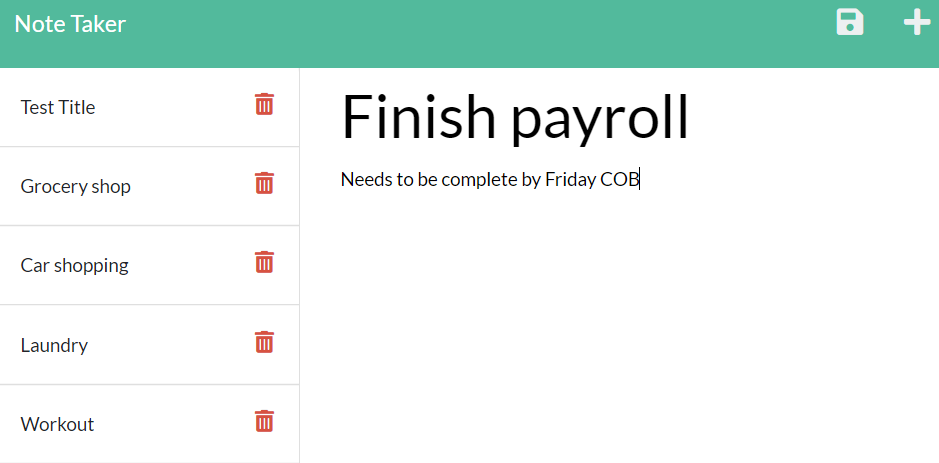 Note Taker
Test Title
Grocery shop
Car shopping
Laundry
Workout
Finish payroll
Needs to be complete by Friday COB